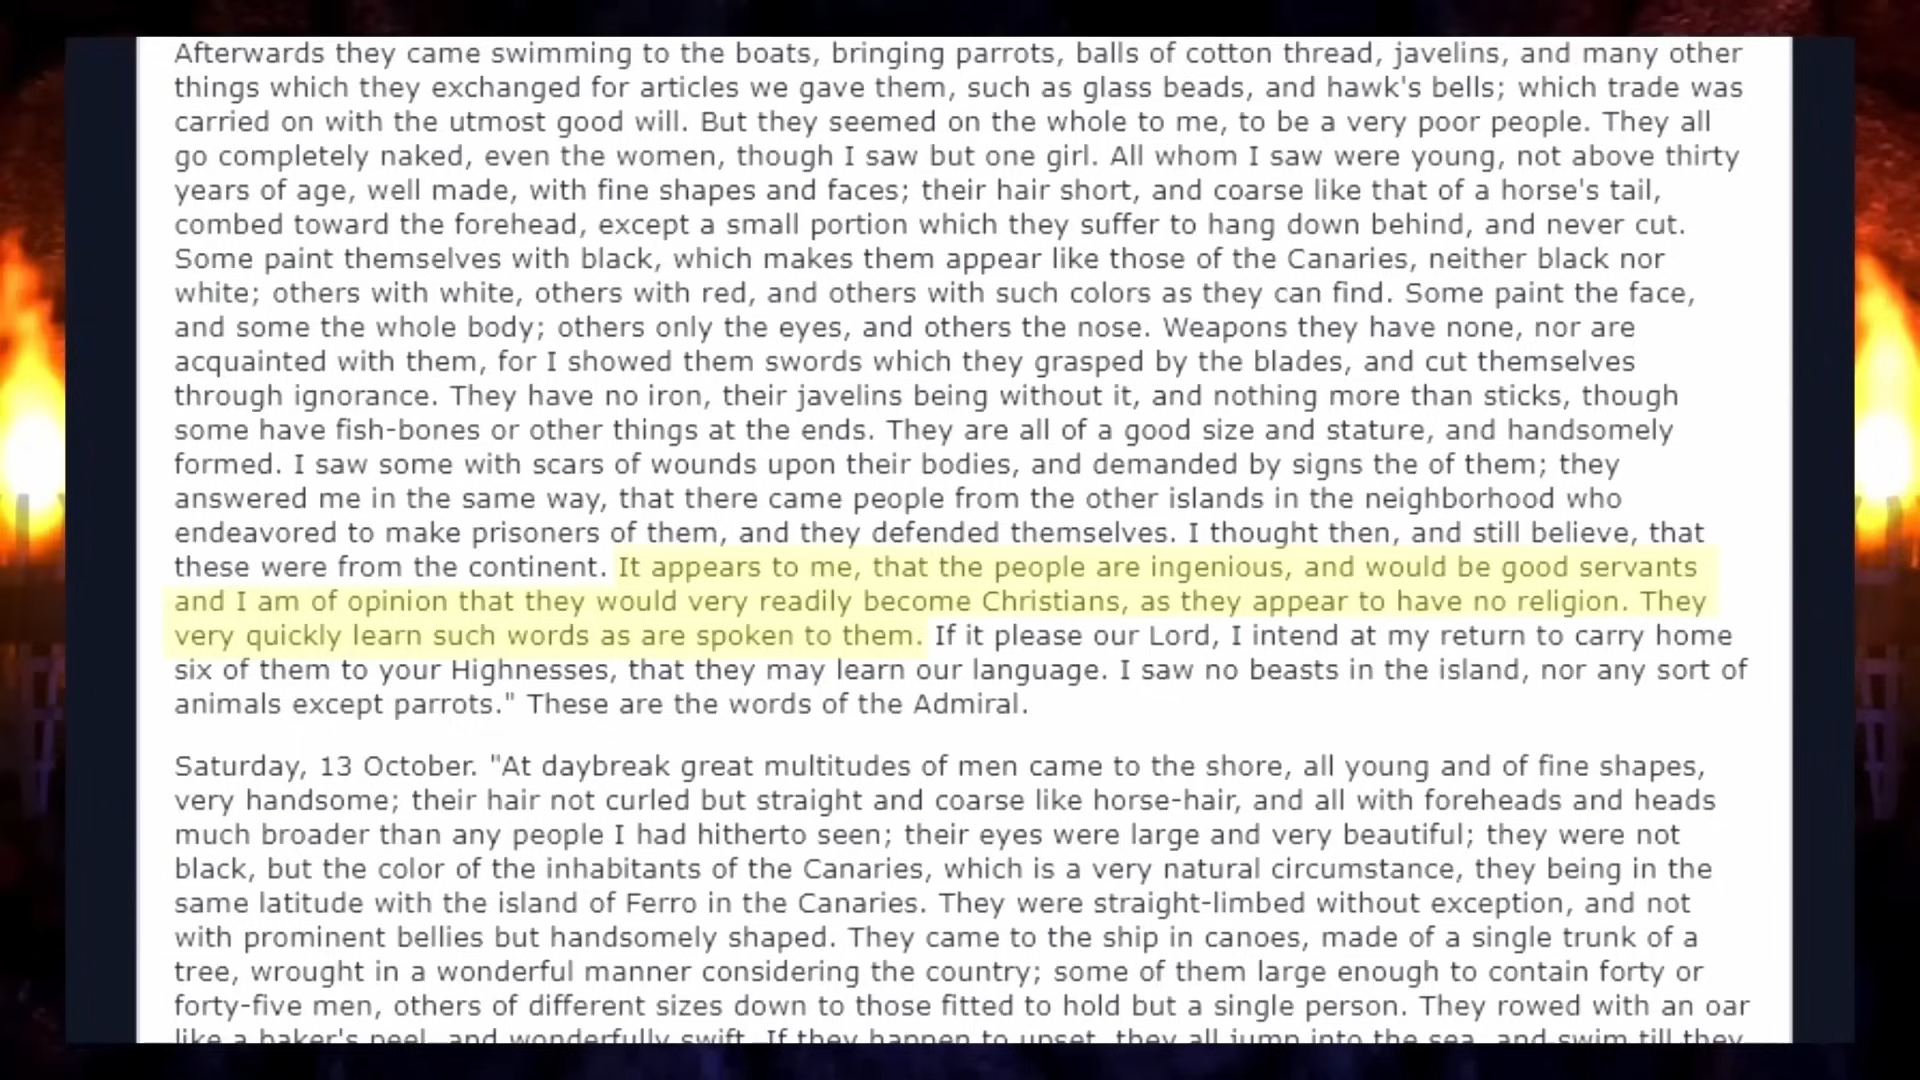 Afterwards they came swimming to the boats, bringing parrots, balls of cotton thread, javelins, and many other
things which they exchanged for articles we gave them, such as glass beads, and hawk's bells; which trade was
carried on with the utmost good will. But they seemed on the whole to me, to be a very poor people. They all
go completely naked, even the women, though I saw but one girl. All whom I saw were young, not above thirty
years of age, well made, with fine shapes and faces; their hair short, and coarse like that of a horse's tail,
combed toward the forehead, except a small portion which they suffer to hang down behind, and never cut.
Some paint themselves with black, which makes them appear like those of the Canaries, neither black nor
white; others with white, others with red, and others with such colors as they can find. Some paint the face,
and some the whole body; others only the eyes, and others the nose. Weapons they have none, nor are
acquainted with them, for I showed them swords which they grasped by the blades, and cut themselves
through ignorance. They have no iron, their javelins being without it, and nothing more than sticks, though
some have fish-bones or other things at the ends. They are all of a good size and stature, and handsomely
formed. I saw some with scars of wounds upon their bodies, and demanded by signs the of them; they
answered me in the same way, that there came people from the other islands in the neighborhood who
endeavored to make prisoners of them, and they defended themselves. I thought then, and still believe, that
these were from the continent. It appears to me, that the people are ingenious, and would be good servants
and I am of opinion that they would very readily become Christians, as they appear to have no religion. They
very quickly learn such words as are spoken to them. If it please our Lord, I intend at my return to carry home
six of them to your Highnesses, that they may learn our language. I saw no beasts in the island, nor any sort of
animals except parrots." These are the words of the Admiral.
Saturday, 13 October. "At daybreak great multitudes of men came to the shore, all young and of fine shapes,
very handsome; their hair not curled but straight and coarse like horse-hair, and all with foreheads and heads
much broader than any people I had hitherto seen; their eyes were large and very beautiful; they were not
black, but the color of the inhabitants of the Canaries, which is a very natural circumstance, they being in the
same latitude with the island of Ferro in the Canaries. They were straight-limbed without exception, and not
with prominent bellies but handsomely shaped. They came to the ship in canoes, made of a single trunk of a
tree, wrought in a wonderful manner considering the country; some of them large enough to contain forty or
forty-five men, others of different sizes down to those fitted to hold but a single person. They rowed with an oar
like a baker's peel, and wonderfully swift. If they happen to upset, they all jump into the sea, and swim till they